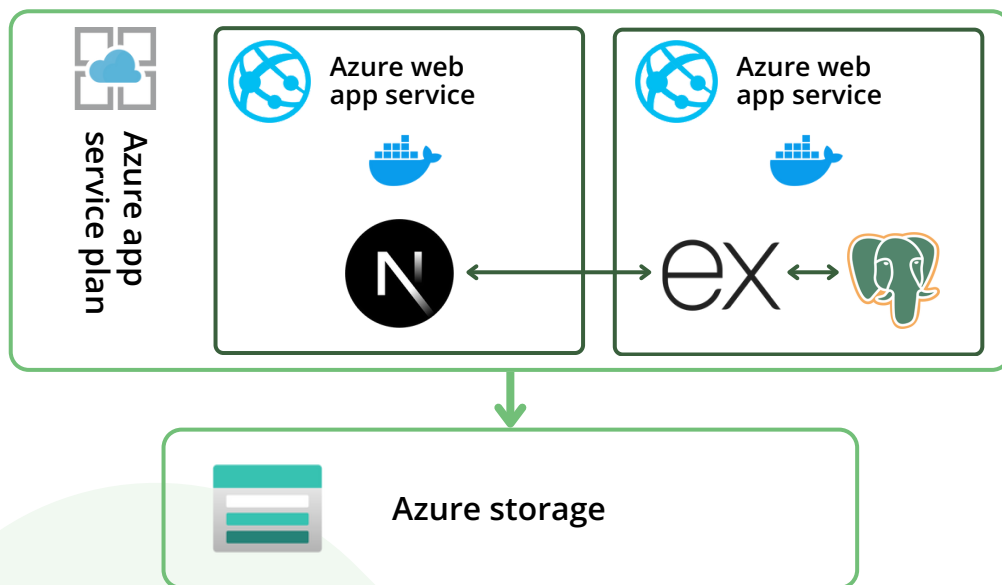 Azure app
service plan
Azure web
app service
N
Azure web
app service
ex
Azure storage